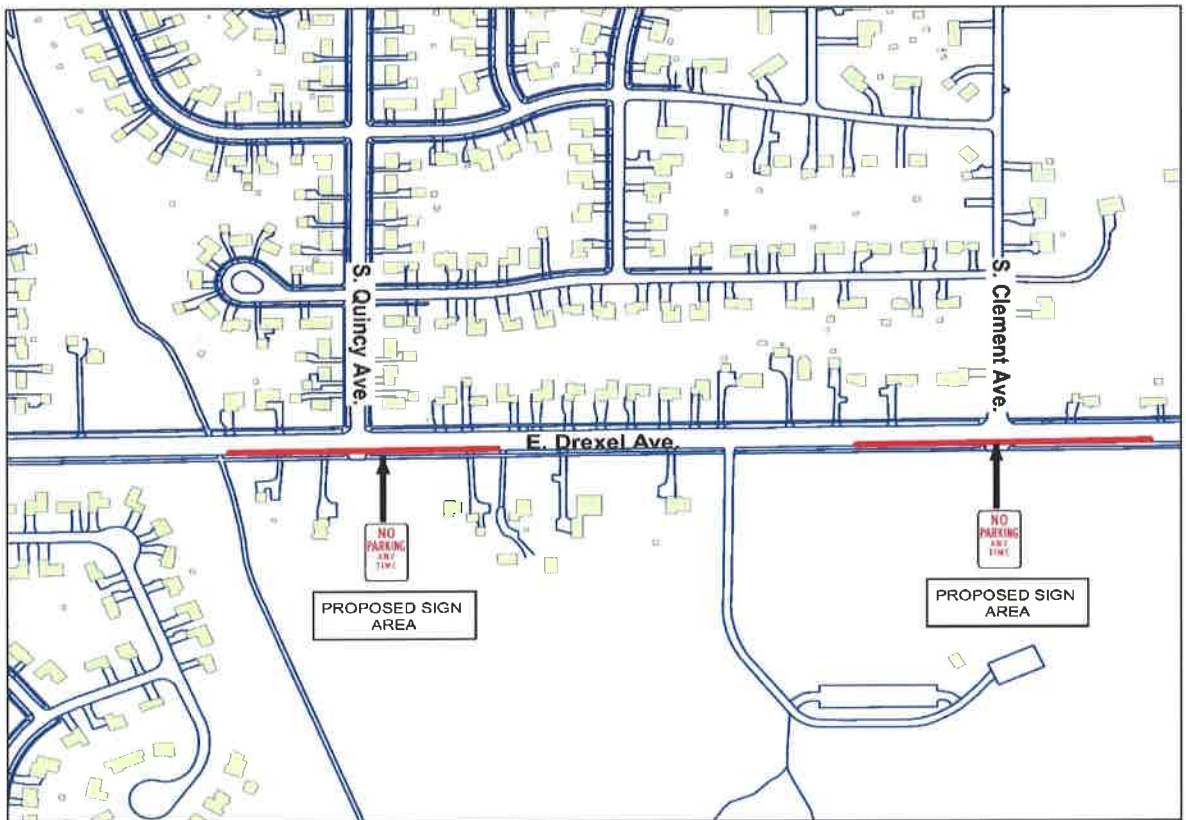 S. Quincy Ave.
S. Clement Ave.
E. Drexel Ave.
NO
PARKING
ANY
TIME
PROPOSED SIGN
AREA
NO
PARKING
ANY
TIME
PROPOSED SIGN
AREA